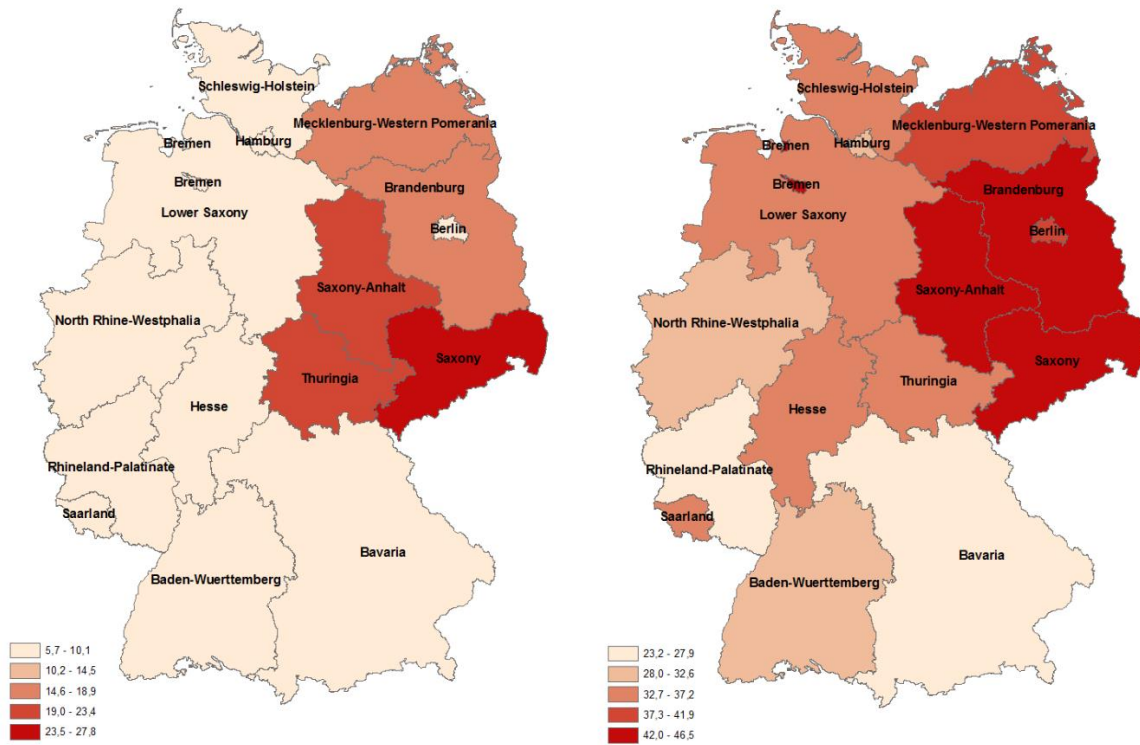 Schleswig-Holstein
Mecklenburg-Western Pomerania
Hamburg
Bremen
Bremen
Brandenburg
Lower Saxony
Berlin
Saxony-Anhalt
North Rhine-Westphalia
Saxony
Thuringia
Hesse
Rhineland-Palatinate
Saarland
Bavaria
Baden-Wuerttemberg
5,7 - 10,1
10,2 - 14,5
14,6 - 18,9
19,0 - 23,4
23,5 - 27,8
Schleswig-Holstein
Mecklenburg-Western Pomerania
Hamburg
Bremen
Bremen
Brandenburg
Lower Saxony
Berlin
Saxony-Anhalt
North Rhine-Westphalia
Saxony
Thuringia
Hesse
Rhineland-Palatinate
Saarland
Bavaria
Baden-Wuerttemberg
23,2 - 27,9
28,0 - 32,6
32,7 - 37,2
37,3 - 41,9
42,0 - 46,5